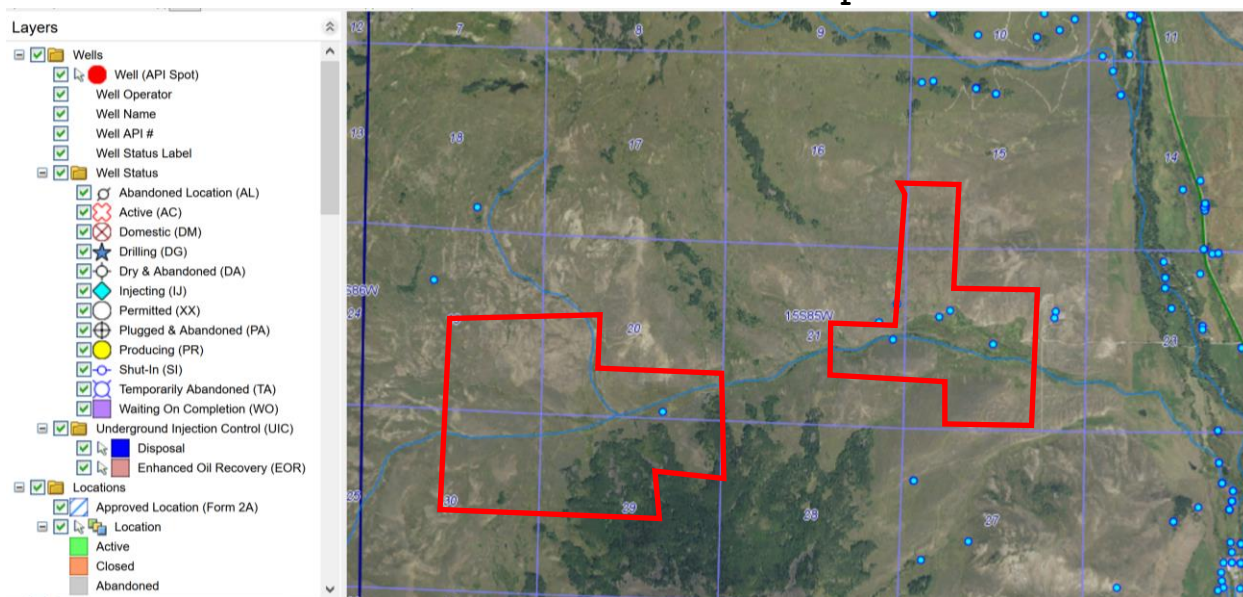 Layers
Wells
Well (API Spot)
Well Operator
Well Name
Well API #
Well Status Label
Well Status
Abandoned Location (AL)
Active (AC)
Domestic (DM)
Drilling (DG)
Dry & Abandoned (DA)
Injecting (IJ)
Permitted (XX)
Plugged & Abandoned (PA)
Producing (PR)
Shut-In (SI)
Temporarily Abandoned (TA)
Waiting On Completion (WO)
Underground Injection Control (UIC)
Disposal
Enhanced Oil Recovery (EOR)
Locations
Approved Location (Form 2A)
Location
Active
Closed
Abandoned
12
7
8
9
10
11
13
18
17
16
15
14
S86W
24
20
15S85W
21
23
25
30
29
28
27